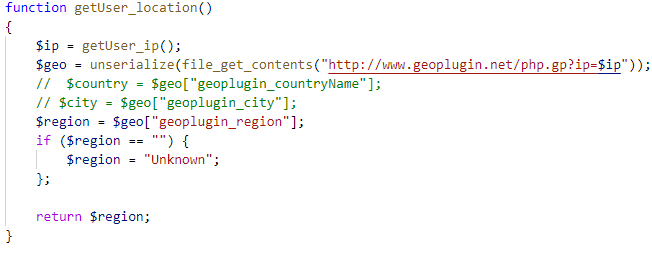 function getUser_location()
{
    $ip = getUser_ip();
    $geo = unserialize(file_get_contents("http://www.geoplugin.net/php.gp?ip=$ip"));
    //  $country = $geo["geoplugin_countryName"];
    // $city = $geo["geoplugin_city"];
    $region = $geo["geoplugin_region"];
    if ($region == "") {
        $region = "Unknown";
    };
    return $region;
}